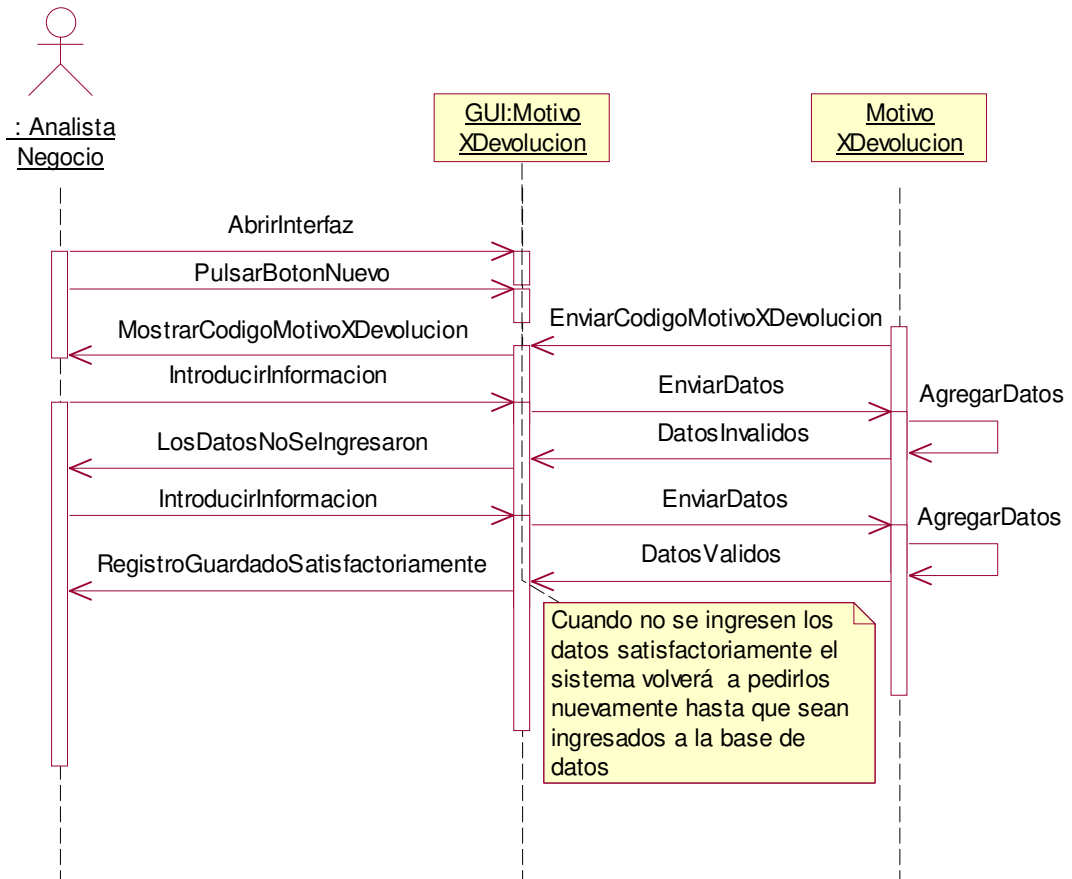 : Analista
Negocio
GUI:Motivo
XDevolucion
Motivo
XDevolucion
AbrirInterfaz
PulsarBotonNuevo
EnviarCodigoMotivoXDevolucion
MostrarCodigoMotivoXDevolucion
IntroducirInformacion
EnviarDatos
AgregarDatos
DatosInvalidos
LosDatosNoSeIngresaron
IntroducirInformacion
EnviarDatos
AgregarDatos
DatosValidos
RegistroGuardadoSatisfactoriamente
Cuando no se ingresen los
datos satisfactoriamente el
sistema volverá a pedirlos
nuevamente hasta que sean
ingresados a la base de
datos